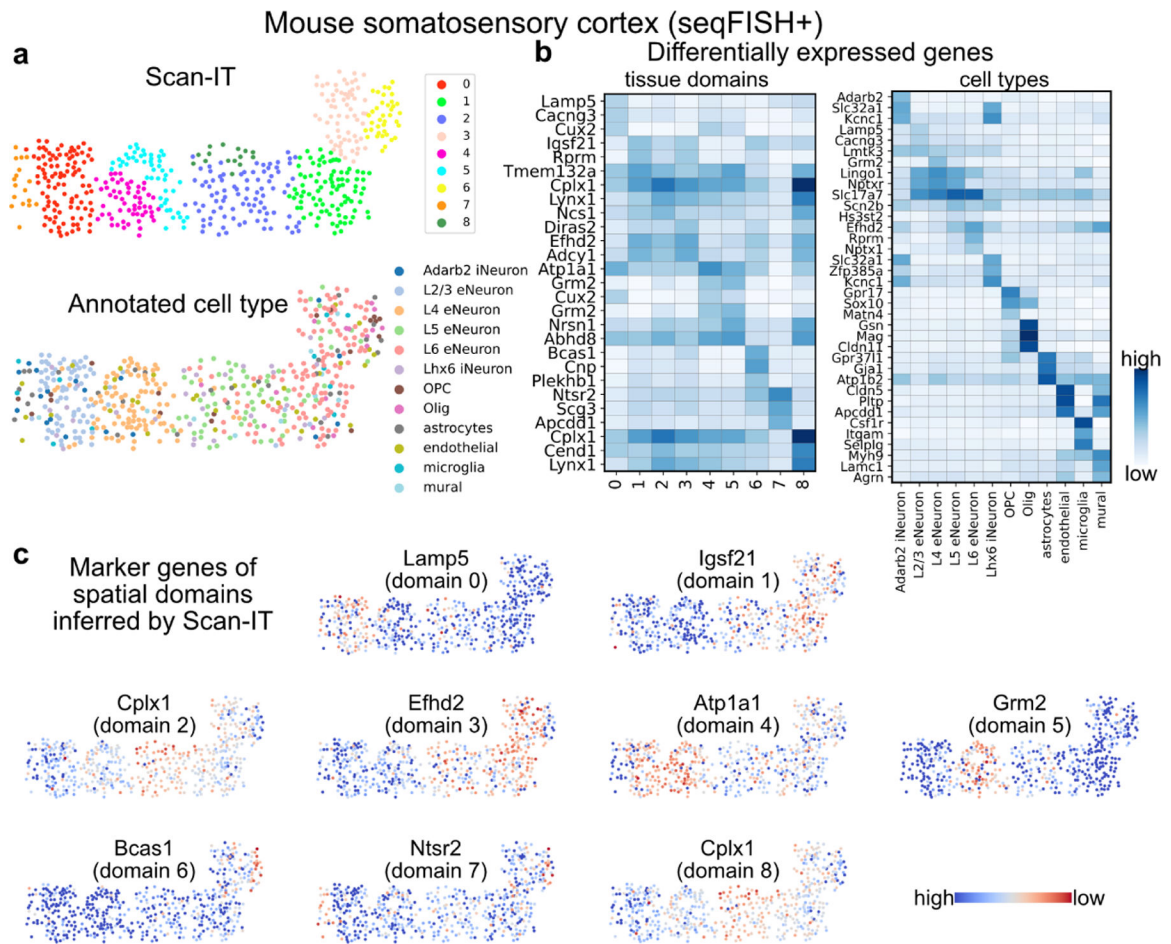 Mouse somatosensory cortex (seqFISH+)
a
Scan-IT
0
1
2
3
4
5
6
7
8
Annotated cell type
Adarb2 iNeuron
L2/3 eNeuron
L4 eNeuron
L5 eNeuron
L6 eNeuron
Lhx6 iNeuron
OPC
Olig
astrocytes
endothelial
microglia
mural
b
Differentially expressed genes
tissue domains
Lamp5
Cacng3
Cux2
Igsf21
Rprm
Tmem132a
Cplx1
Lynx1
Ncs1
Diras2
Efhd2
Adcy1
Atp1a1
Grm2
Cux2
Grm2
Nrsn1
Abhd8
Bcas1
Cnp
Plekhb1
Ntsr2
Scg3
Apcdd1
Cplx1
Cend1
Lynx1
0 1 2 3 4 5 6 7 8
cell types
Adarb2
Slc32a1
Kcnc1
Lamp5
Cacng3
Lmtk3
Grm2
Lingo1
Nptxr
Slc17a7
Scn2b
Hs3st2
Efhd2
Rprm
Nptx1
Slc32a1
Zfp385a
Kcnc1
Gpr17
Sox10
Matn4
Gsn
Mag
Cldn11
Gpr37l1
Gja1
Atp1b2
Cldn5
Pltp
Apcdd1
Csf1r
Itgam
Selplg
Myh9
Lamc1
Agrn
Adarb2 iNeuron
L2/3 eNeuron
L4 eNeuron
L5 eNeuron
L6 eNeuron
Lhx6 iNeuron
OPC
Olig
astrocytes
endothelial
microglia
mural
high
low
c
Marker genes of
spatial domains
inferred by Scan-IT
Lamp5
(domain 0)
Igsf21
(domain 1)
Cplx1
(domain 2)
Efhd2
(domain 3)
Atp1a1
(domain 4)
Grm2
(domain 5)
Bcas1
(domain 6)
Ntsr2
(domain 7)
Cplx1
(domain 8)
high low